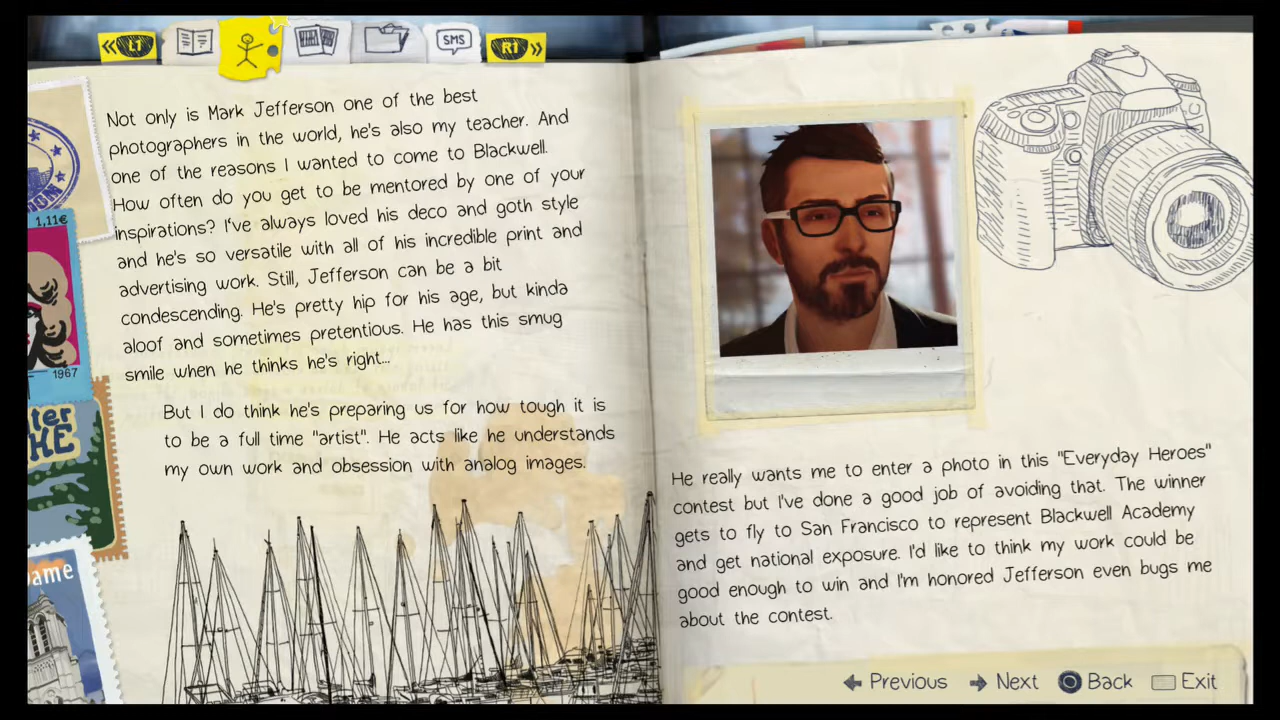 L1
SMS
R1
Not only is Mark Jefferson one of the best
photographers in the world, he's also my teacher. And
one of the reasons I wanted to come to Blackwell.
How often do you get to be mentored by one of your
inspirations? I've always loved his deco and goth style
and he's so versatile with all of his incredible print and
advertising work. Still, Jefferson can be a bit
condescending. He's pretty hip for his age, but kinda
aloof and sometimes pretentious. He has this smug
smile when he thinks he's right...
But I do think he's preparing us for how tough it is
to be a full time "artist". He acts like he understands
my own work and obsession with analog images.
1,11€
1967
He really wants me to enter a photo in this "Everyday Heroes"
contest but I've done a good job of avoiding that. The winner
gets to fly to San Francisco to represent Blackwell Academy
and get national exposure. I'd like to think my work could be
good enough to win and I'm honored Jefferson even bugs me
about the contest.
Previous
Next
Back
Exit